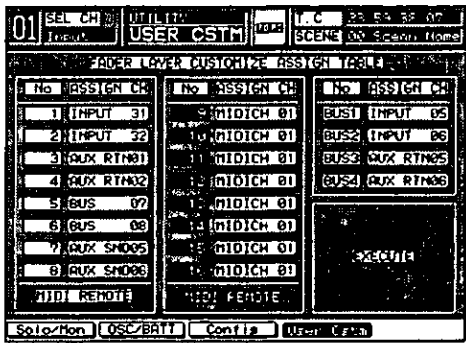 01 SEL CH UTILITY T.C
Input USER CSTM SCENE 00 Scean Name
FADER LAYER CUSTOMIZE ASSIGN TABLE
No ASSIGN CH No ASSIGN CH No ASSIGN CH
1 INPUT 31 9 MIDICH 01 BUS1 INPUT 05
2 INPUT 32 10 MIDICH 01 BUS2 INPUT 06
3 AUX RTN01 11 MIDICH 01 BUS3 AUX RTN05
4 AUX RTN02 12 MIDICH 01 BUS4 AUX RTN06
5 BUS 07 13 MIDICH 01
6 BUS 08 14 MIDICH 01
7 AUX SND05 15 MIDICH 01 EXECUTE
8 AUX SND06 16 MIDICH 01
MIDI REMOTE MIDI REMOTE
Solo/Mon OSC/BATT Config User Cstm